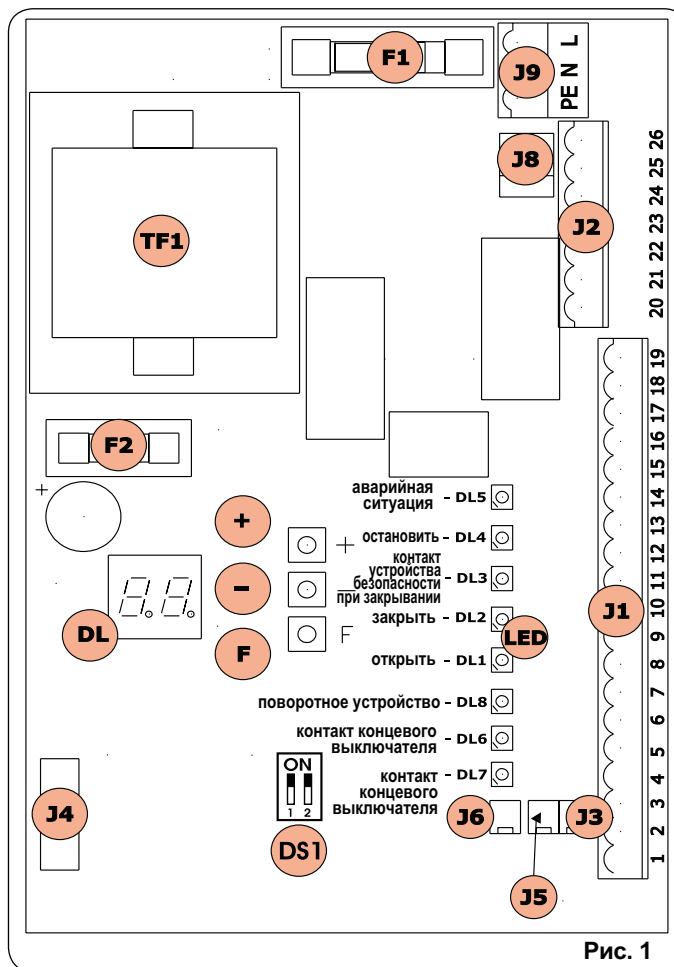 F1
J9
PE N L
J8
J2
20 21 22 23 24 25 26
TF1
F2
+
DL
+
-
F
+
F
аварийная
ситуация
- DL5
остановить - DL4
контакт
устройства
безопасности
при закрывании
- DL3
закрыть - DL2
LED
открыть - DL1
поворотное устройство - DL8
контакт концевого
выключателя
- DL6
контакт
концевого
выключателя
- DL7
J1
1 2 3 4 5 6 7 8 9 10 11 12 13 14 15 16 17 18 19
J4
ON
1 2
DS1
J6
J3
J5
Рис. 1